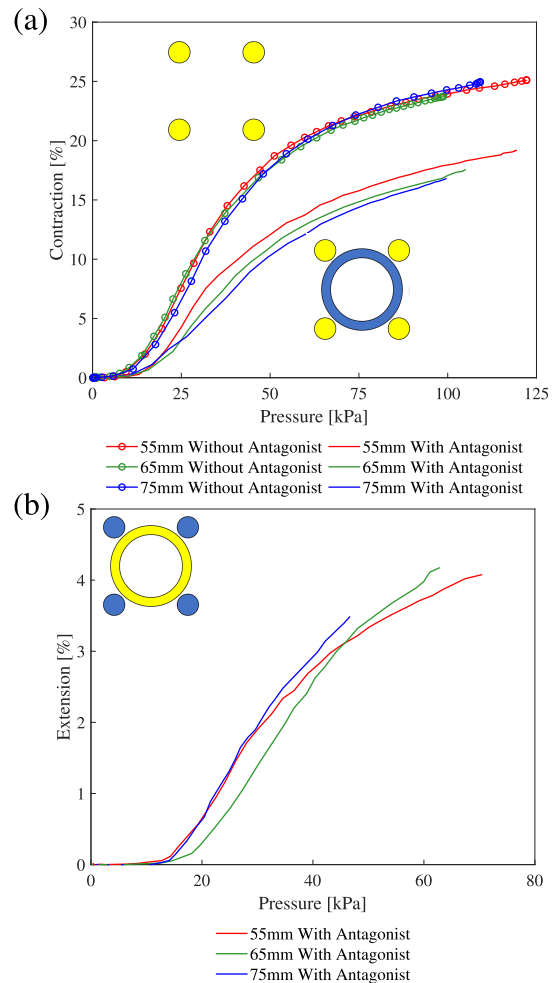 (a)
30
25
20
15
10
5
0
Contraction [%]
0 25 50 75 100 125
Pressure [kPa]
55mm Without Antagonist 55mm With Antagonist
65mm Without Antagonist 65mm With Antagonist
75mm Without Antagonist 75mm With Antagonist
(b)
5
4
3
2
1
0
Extension [%]
0 20 40 60 80
Pressure [kPa]
55mm With Antagonist
65mm With Antagonist
75mm With Antagonist